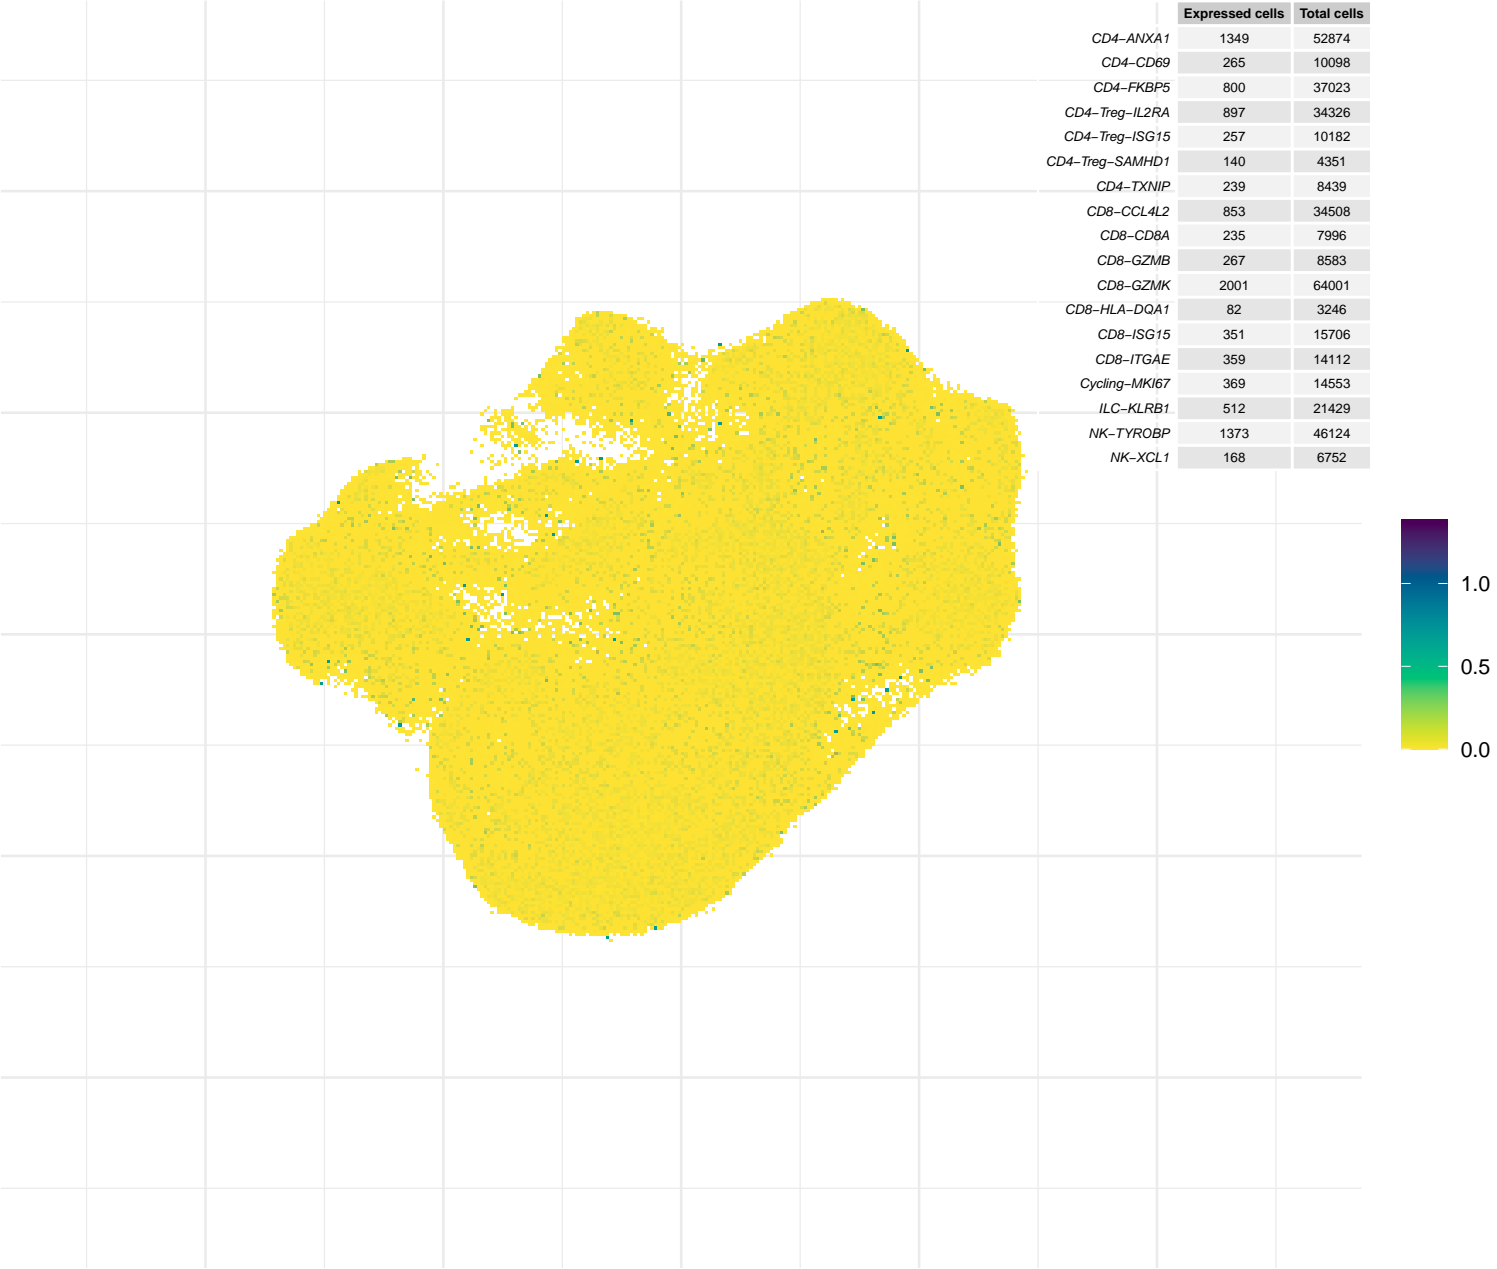 Expressed cells Total cells
CD4−ANXA1 1349 52874
CD4−CD69 265 10098
CD4−FKBP5 800 37023
CD4−Treg−IL2RA 897 34326
CD4−Treg−ISG15 257 10182
CD4−Treg−SAMHD1 140 4351
CD4−TXNIP 239 8439
CD8−CCL4L2 853 34508
CD8−CD8A 235 7996
CD8−GZMB 267 8583
CD8−GZMK 2001 64001
CD8−HLA−DQA1 82 3246
CD8−ISG15 351 15706
CD8−ITGAE 359 14112
Cycling−MKI67 369 14553
ILC−KLRB1 512 21429
NK−TYROBP 1373 46124
NK−XCL1 168 6752
1.0
0.5
0.0